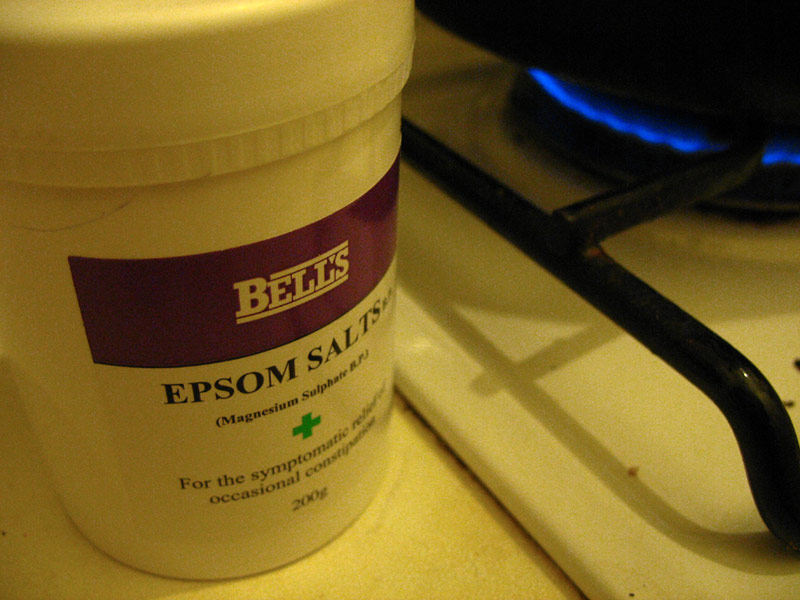 BELL'S
EPSOM SALTS
(Magnesium Sulphate B.P.)
For the symptomatic relief of
occasional constipation
200g